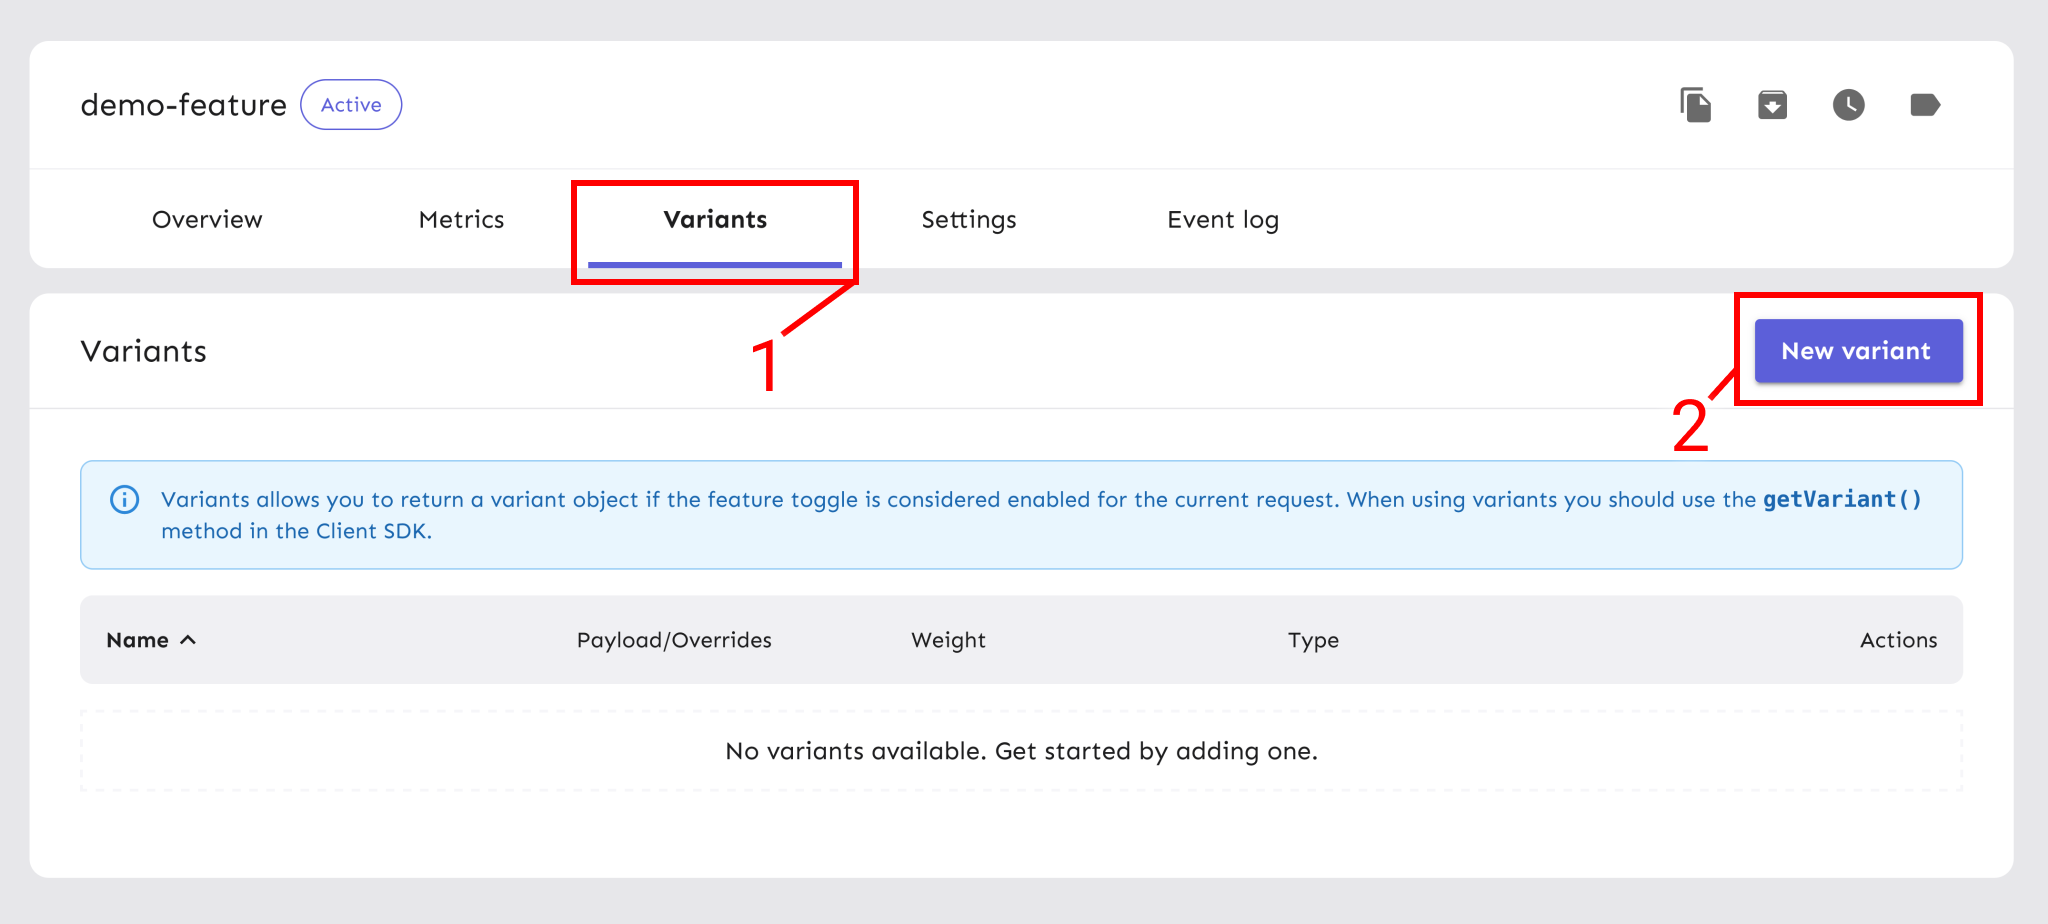 demo-feature Active
Overview Metrics Variants Settings Event log
1
Variants New variant
2
Variants allows you to return a variant object if the feature toggle is considered enabled for the current request. When using variants you should use the getVariant()
method in the Client SDK.
Name Payload/Overrides Weight Type Actions
No variants available. Get started by adding one.